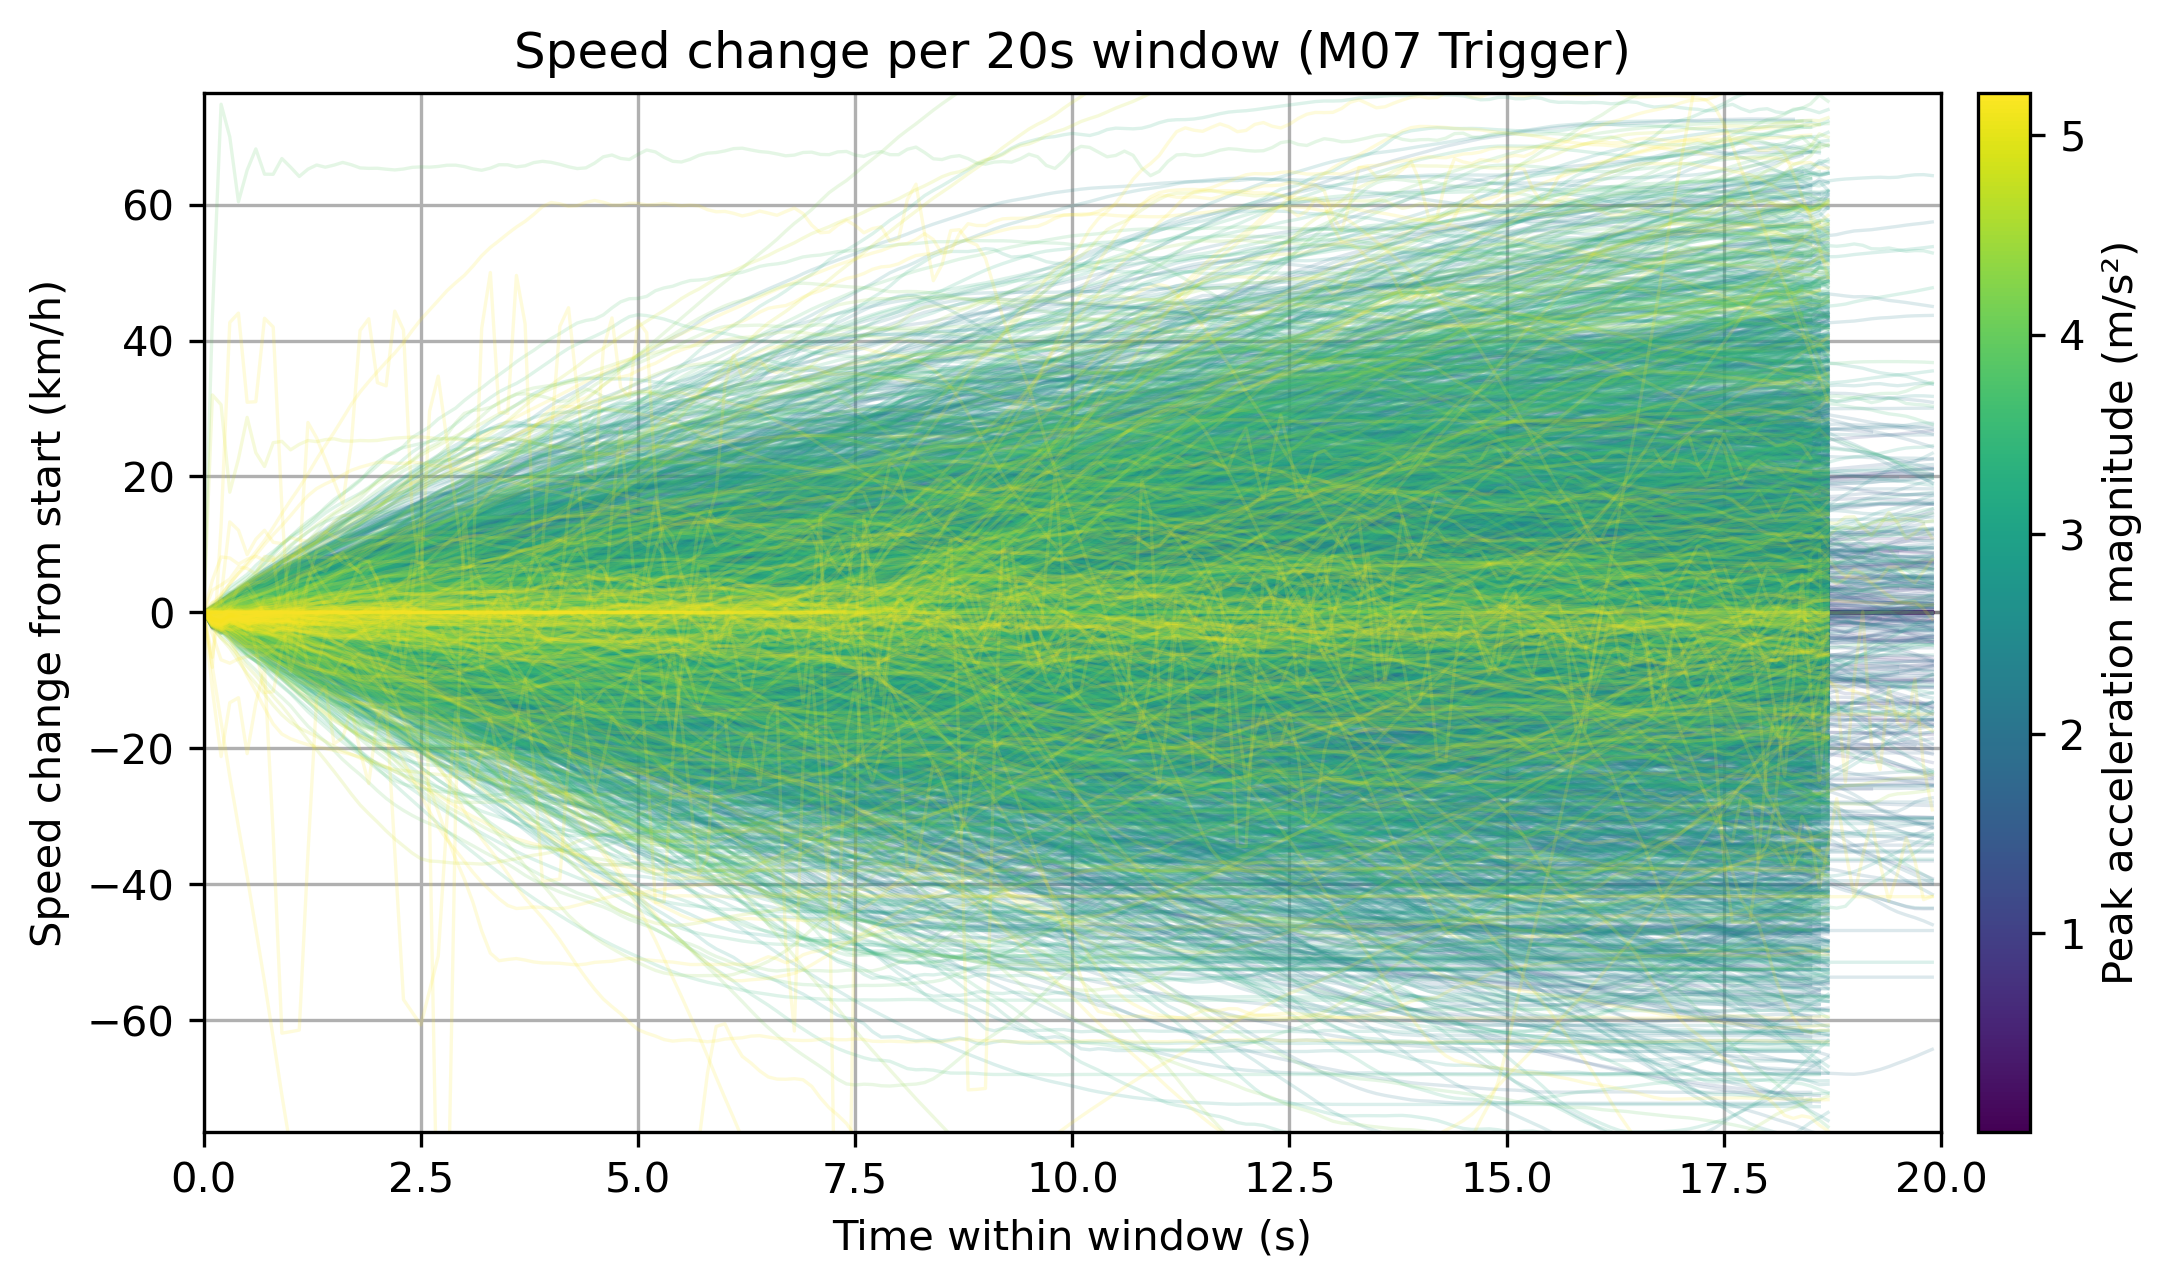 Speed change per 20s window (M07 Trigger)
Speed change from start (km/h)
60
40
20
0
−20
−40
−60
0.0 2.5 5.0 7.5 10.0 12.5 15.0 17.5 20.0
Time within window (s)
5
4
3
2
1
Peak acceleration magnitude (m/s²)